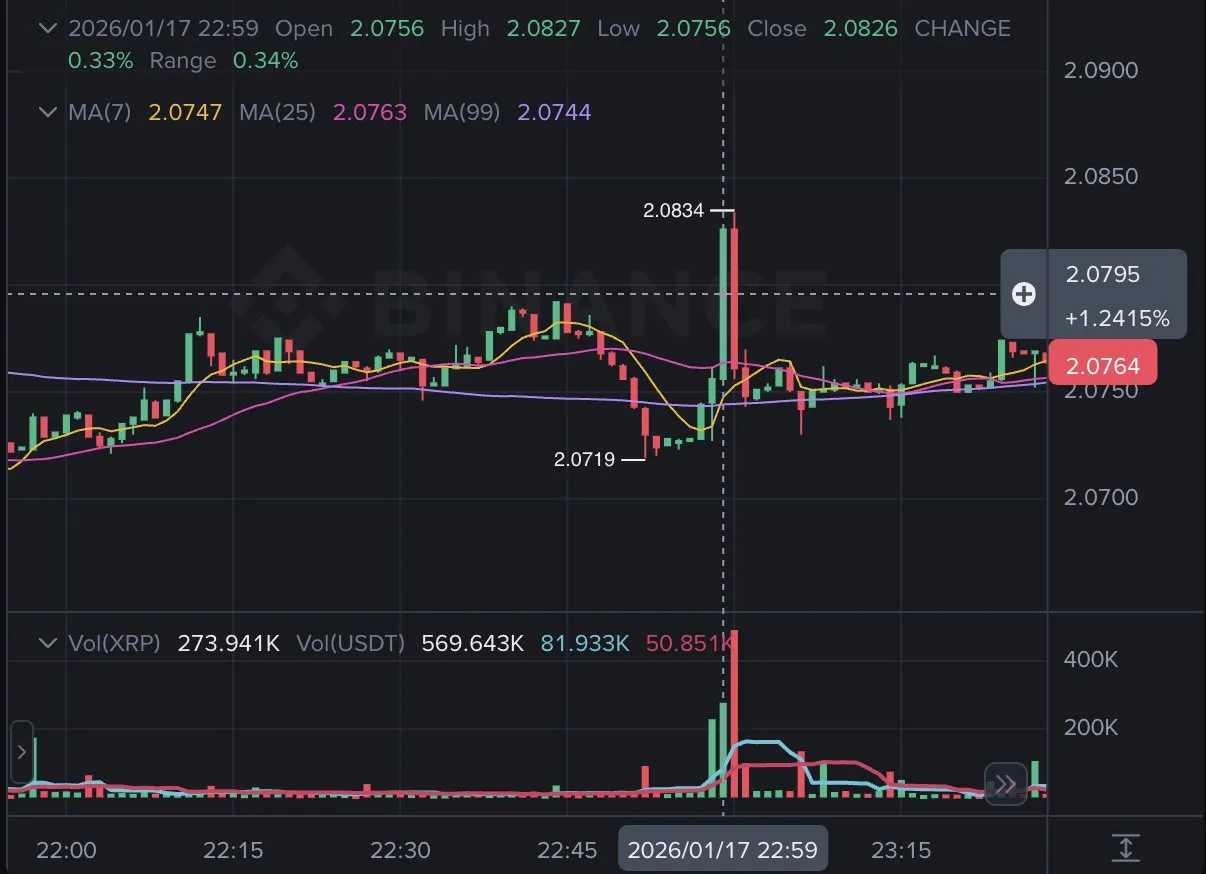 2026/01/17 22:59 Open 2.0756 High 2.0827 Low 2.0756 Close 2.0826 CHANGE
0.33% Range 0.34%
2.0900
MA(7) 2.0747 MA(25) 2.0763 MA(99) 2.0744
2.0850
2.0834
BINANCE
2.0795
+1.2415%
2.0764
2.0750
2.0719
2.0700
Vol(XRP) 273.941K Vol(USDT) 569.643K 81.933K 50.851K
400K
200K
22:00 22:15 22:30 22:45 2026/01/17 22:59 23:15